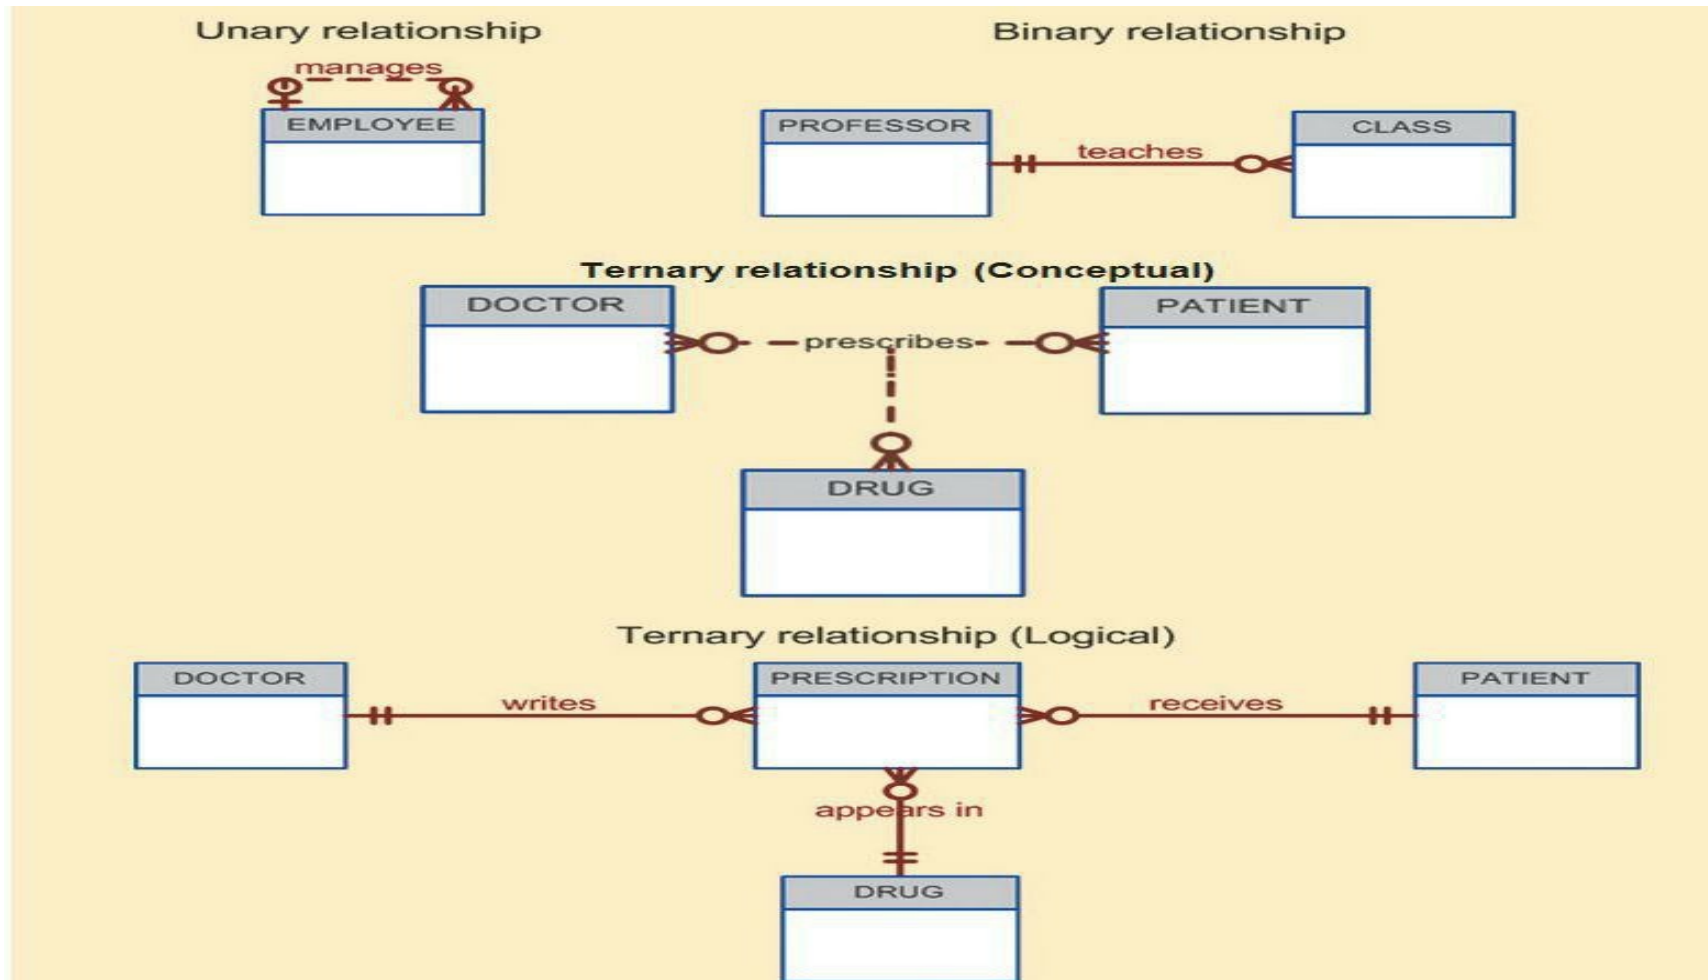 Unary relationship
Binary relationship
manages
EMPLOYEE
PROFESSOR
teaches
CLASS
Ternary relationship (Conceptual)
DOCTOR
prescribes
PATIENT
DRUG
Ternary relationship (Logical)
DOCTOR
writes
PRESCRIPTION
receives
PATIENT
appears in
DRUG